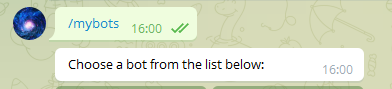 /mybots 16:00
Choose a bot from the list below:
16:00